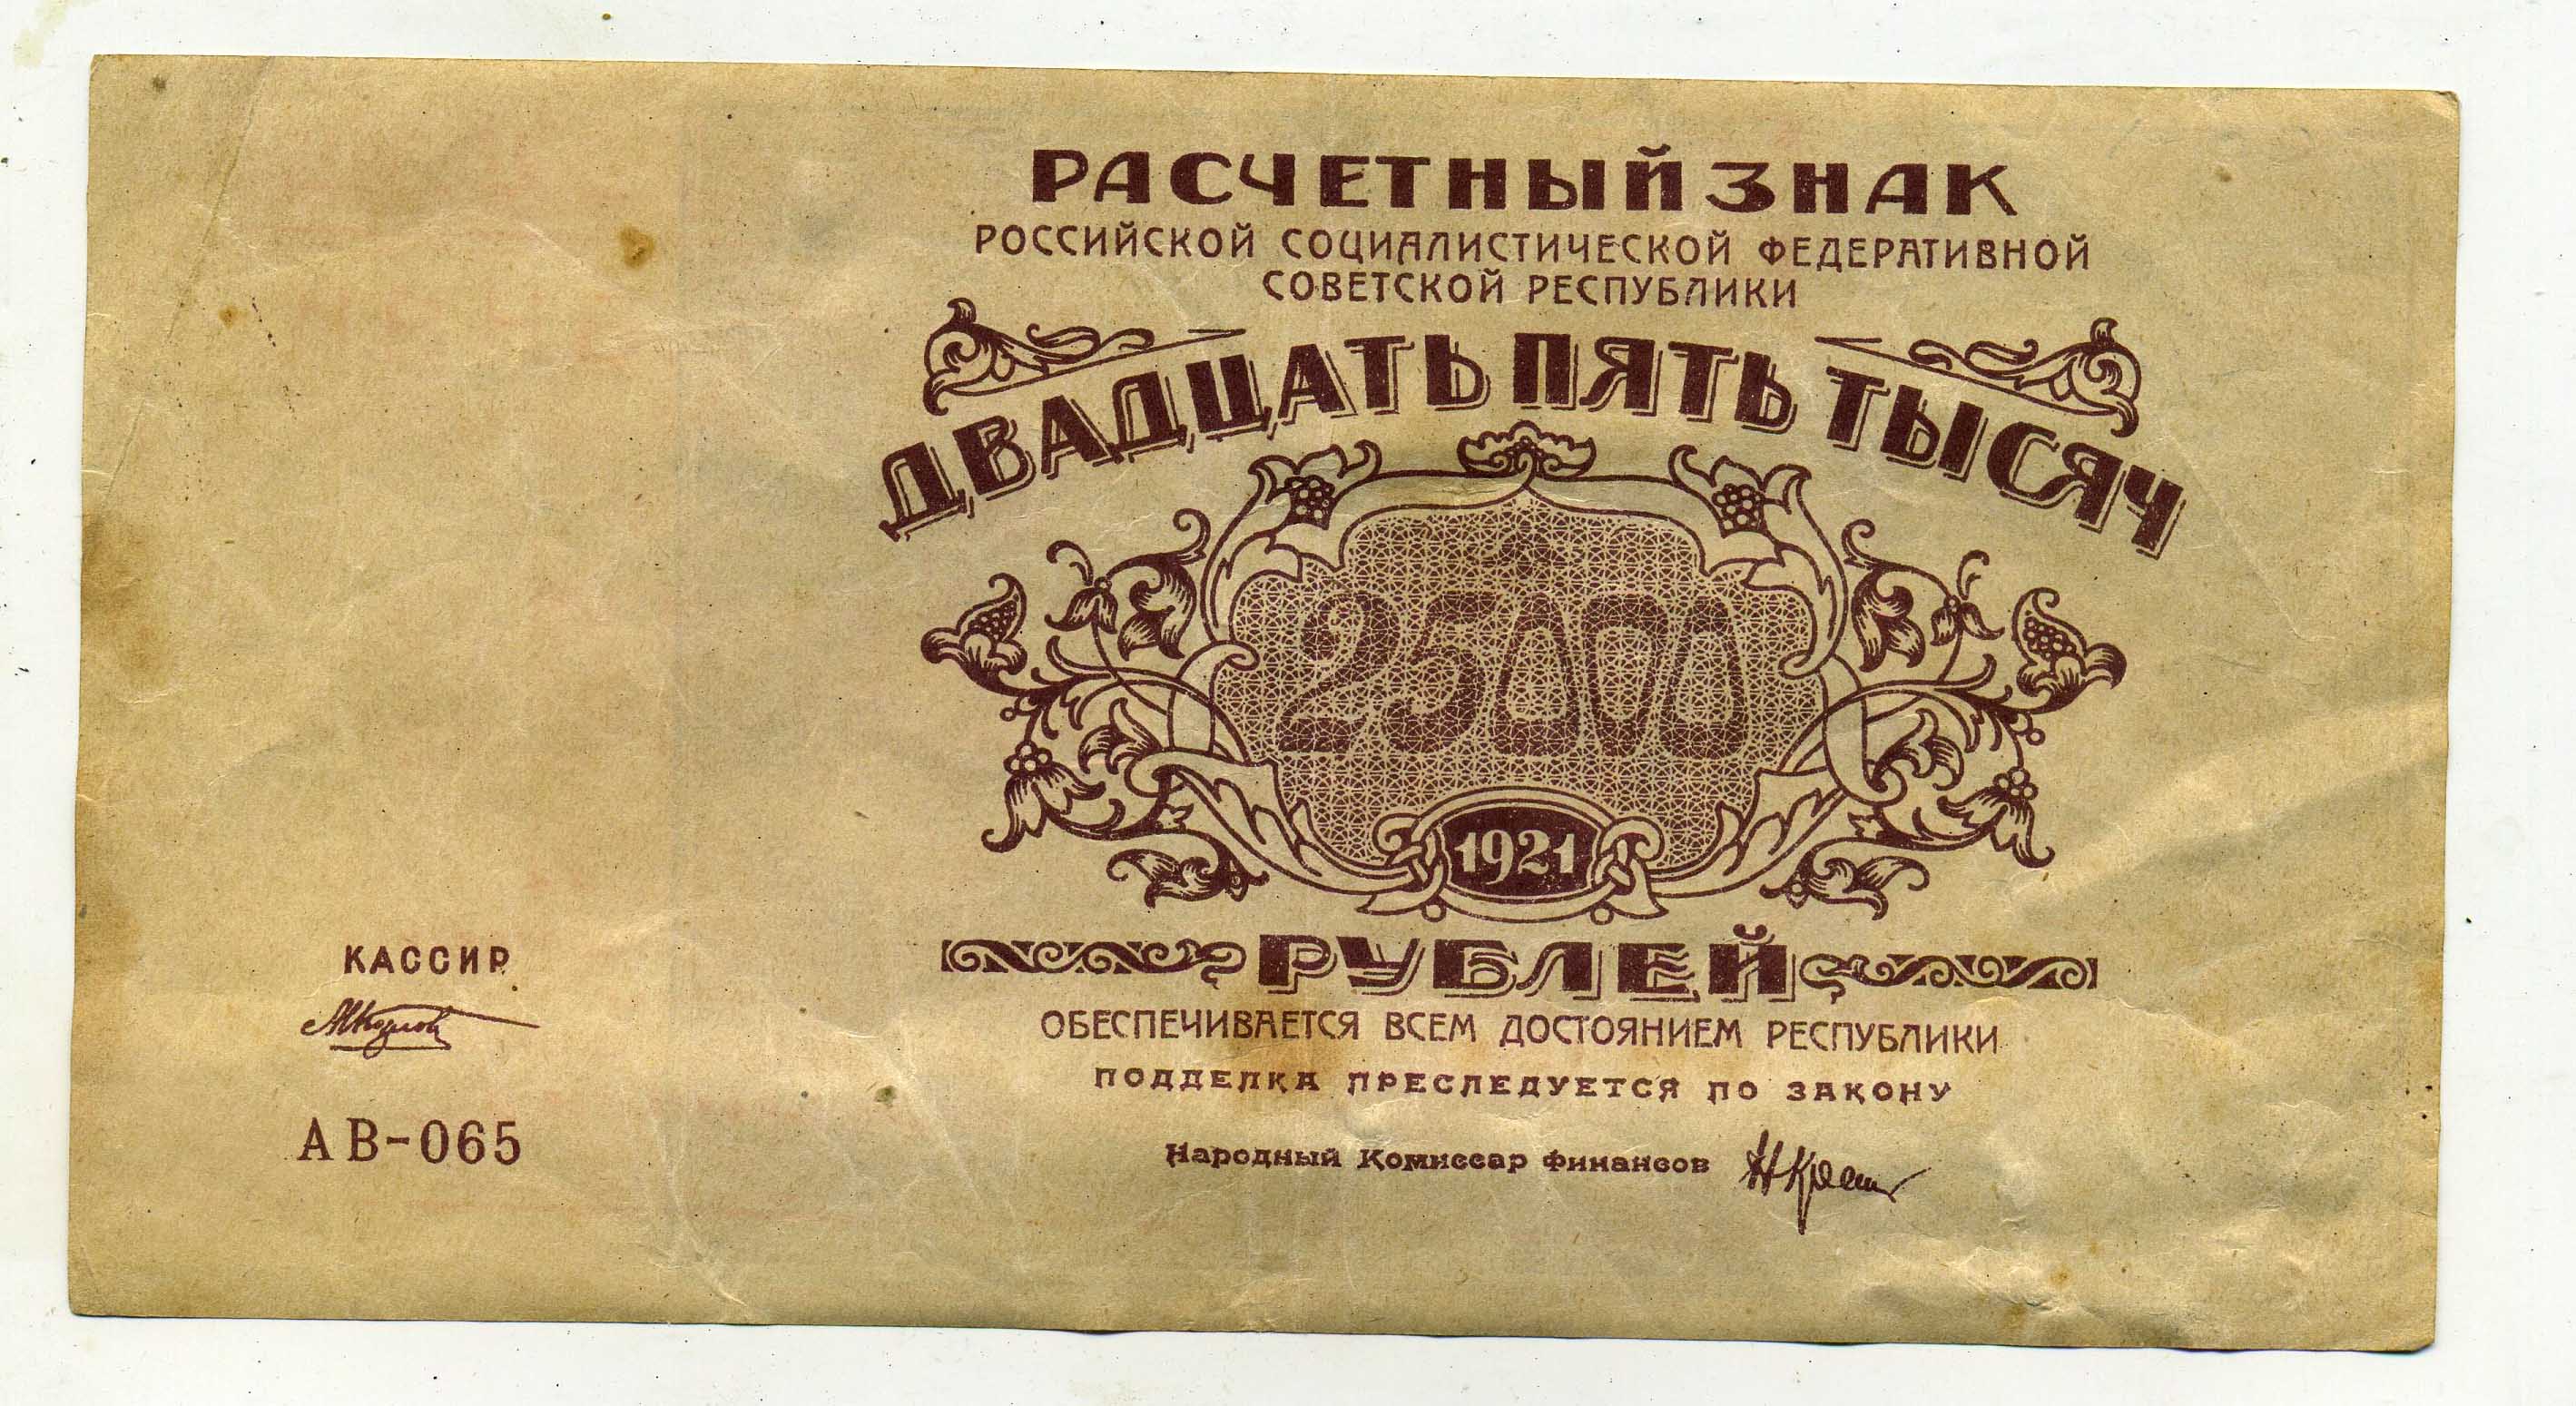 РАСЧЕТНЫЙ ЗНАК
РОССИЙСКОЙ СОЦИАЛИСТИЧЕСКОЙ ФЕДЕРАТИВНОЙ
СОВЕТСКОЙ РЕСПУБЛИКИ
ДВАДЦАТЬ ПЯТЬ ТЫСЯЧ
25000
1921
РУБЛЕЙ
ОБЕСПЕЧИВАЕТСЯ ВСЕМ ДОСТОЯНИЕМ РЕСПУБЛИКИ
ПОДДЕЛКА ПРЕСЛЕДУЕТСЯ ПО ЗАКОНУ
Народный Комиссар Финансов
КАССИР
АВ-065